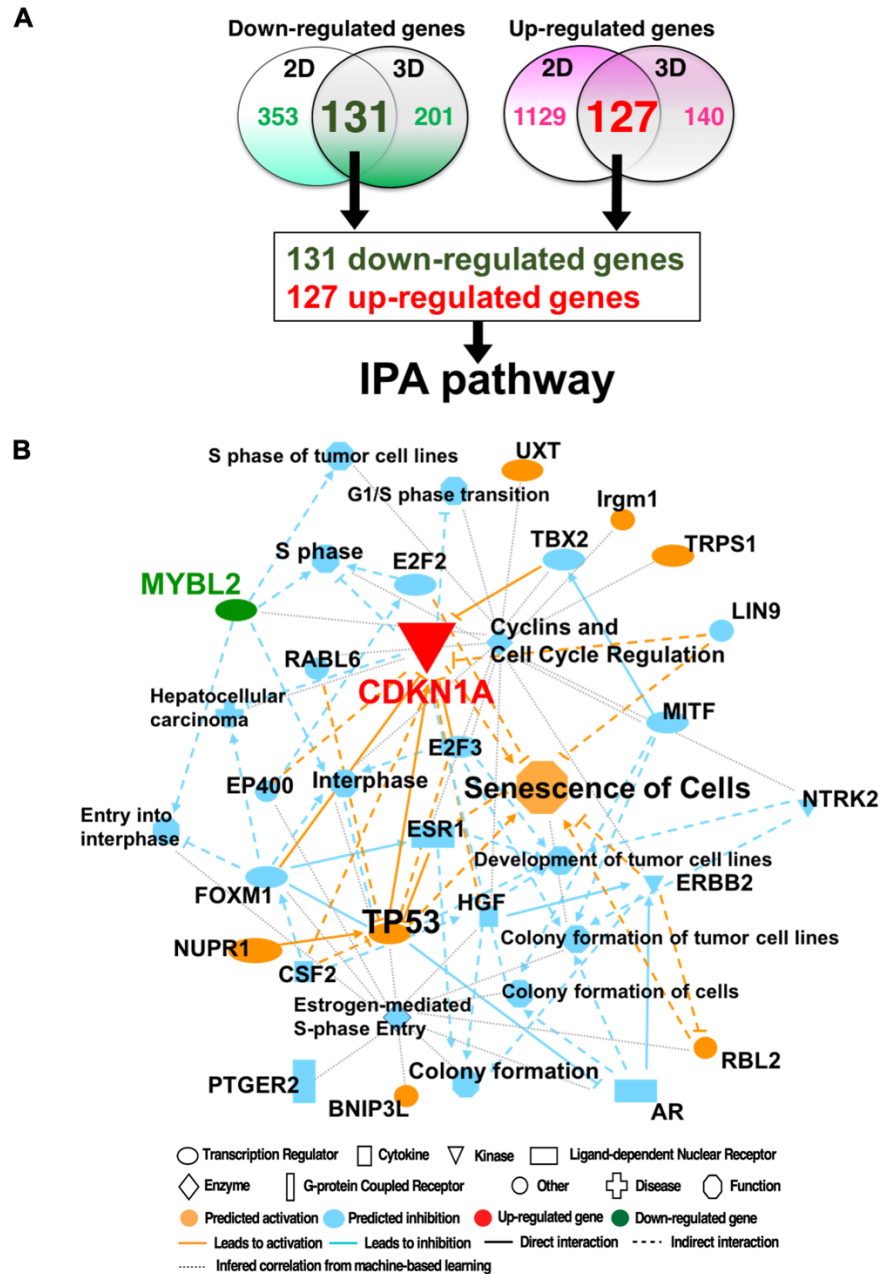 A
Down-regulated genes
Up-regulated genes
2D
3D
2D
3D
353
131
201
1129
127
140
131 down-regulated genes
127 up-regulated genes
IPA pathway
B
S phase of tumor cell lines
UXT
G1/S phase transition
Irgm1
S phase
E2F2
TBX2
TRPS1
MYBL2
LIN9
Cyclins and
Cell Cycle Regulation
RABL6
CDKN1A
Hepatocellular
carcinoma
MITF
E2F3
EP400
Interphase
Senescence of Cells
NTRK2
Entry into
interphase
ESR1
Development of tumor cell lines
FOXM1
ERBB2
HGF
TP53
NUPR1
Colony formation of tumor cell lines
CSF2
Colony formation of cells
Estrogen-mediated
S-phase Entry
RBL2
PTGER2
Colony formation
BNIP3L
AR
Transcription Regulator
Cytokine
Kinase
Ligand-dependent Nuclear Receptor
Enzyme
G-protein Coupled Receptor
Other
Disease
Function
Predicted activation
Predicted inhibition
Up-regulated gene
Down-regulated gene
Leads to activation
Leads to inhibition
Direct interaction
Indirect interaction
Infered correlation from machine-based learning